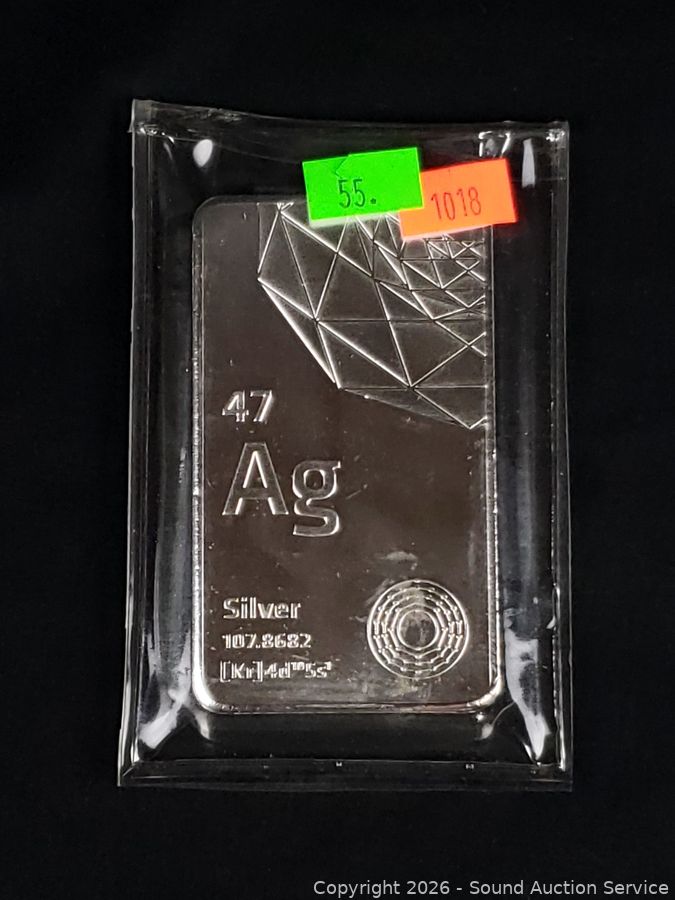 55.
1018
47
Ag
Silver
107.8682
[Kr]4d¹⁰5s¹
Copyright 2026 - Sound Auction Service